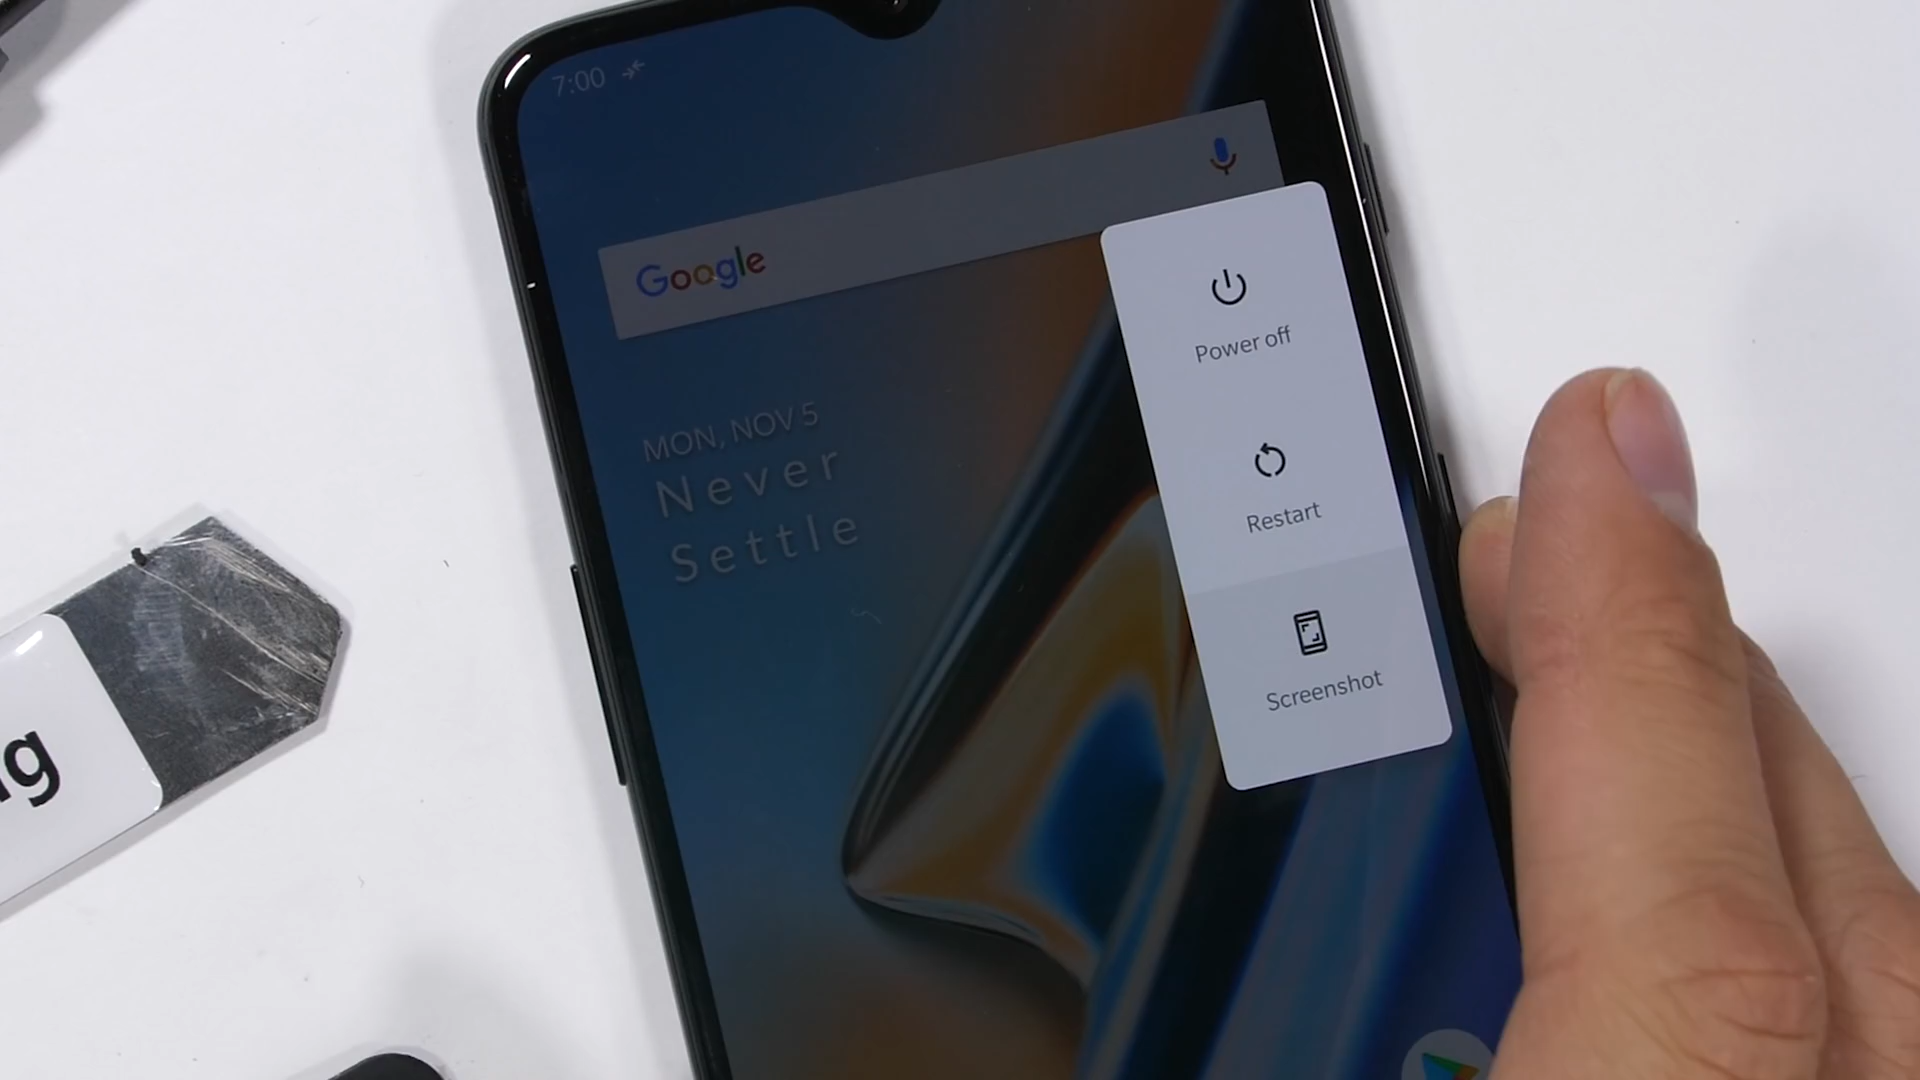 7:00
Google
Power off
MON, NOV 5
Never
Settle
Restart
Screenshot
g